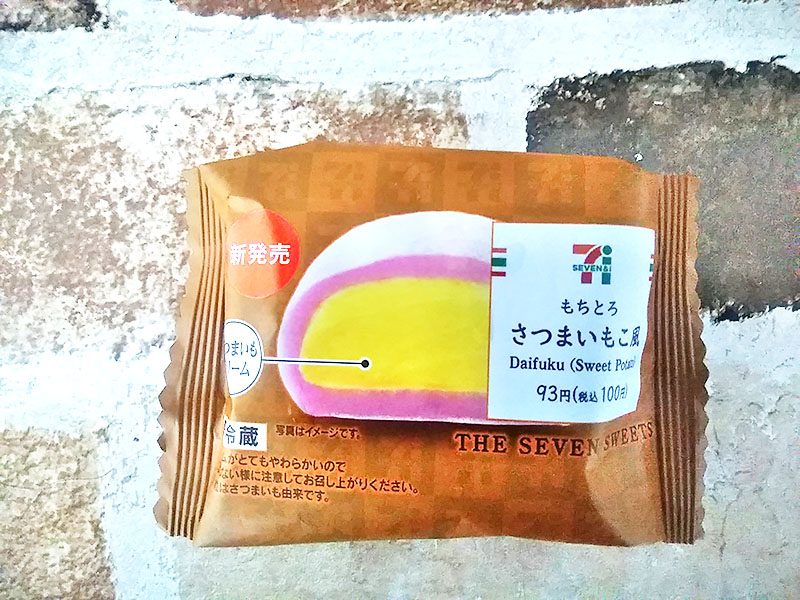 新発売
SEVEN&i
もちとろ
さつまいもこ風
Daifuku (Sweet Potato)
93円(税込100円)
つまいも
ーム
冷蔵
写真はイメージです。
THE SEVEN SWEETS
がとてもやわらかいので
ない様に注意してお召し上がりください。
はさつまいも由来です。